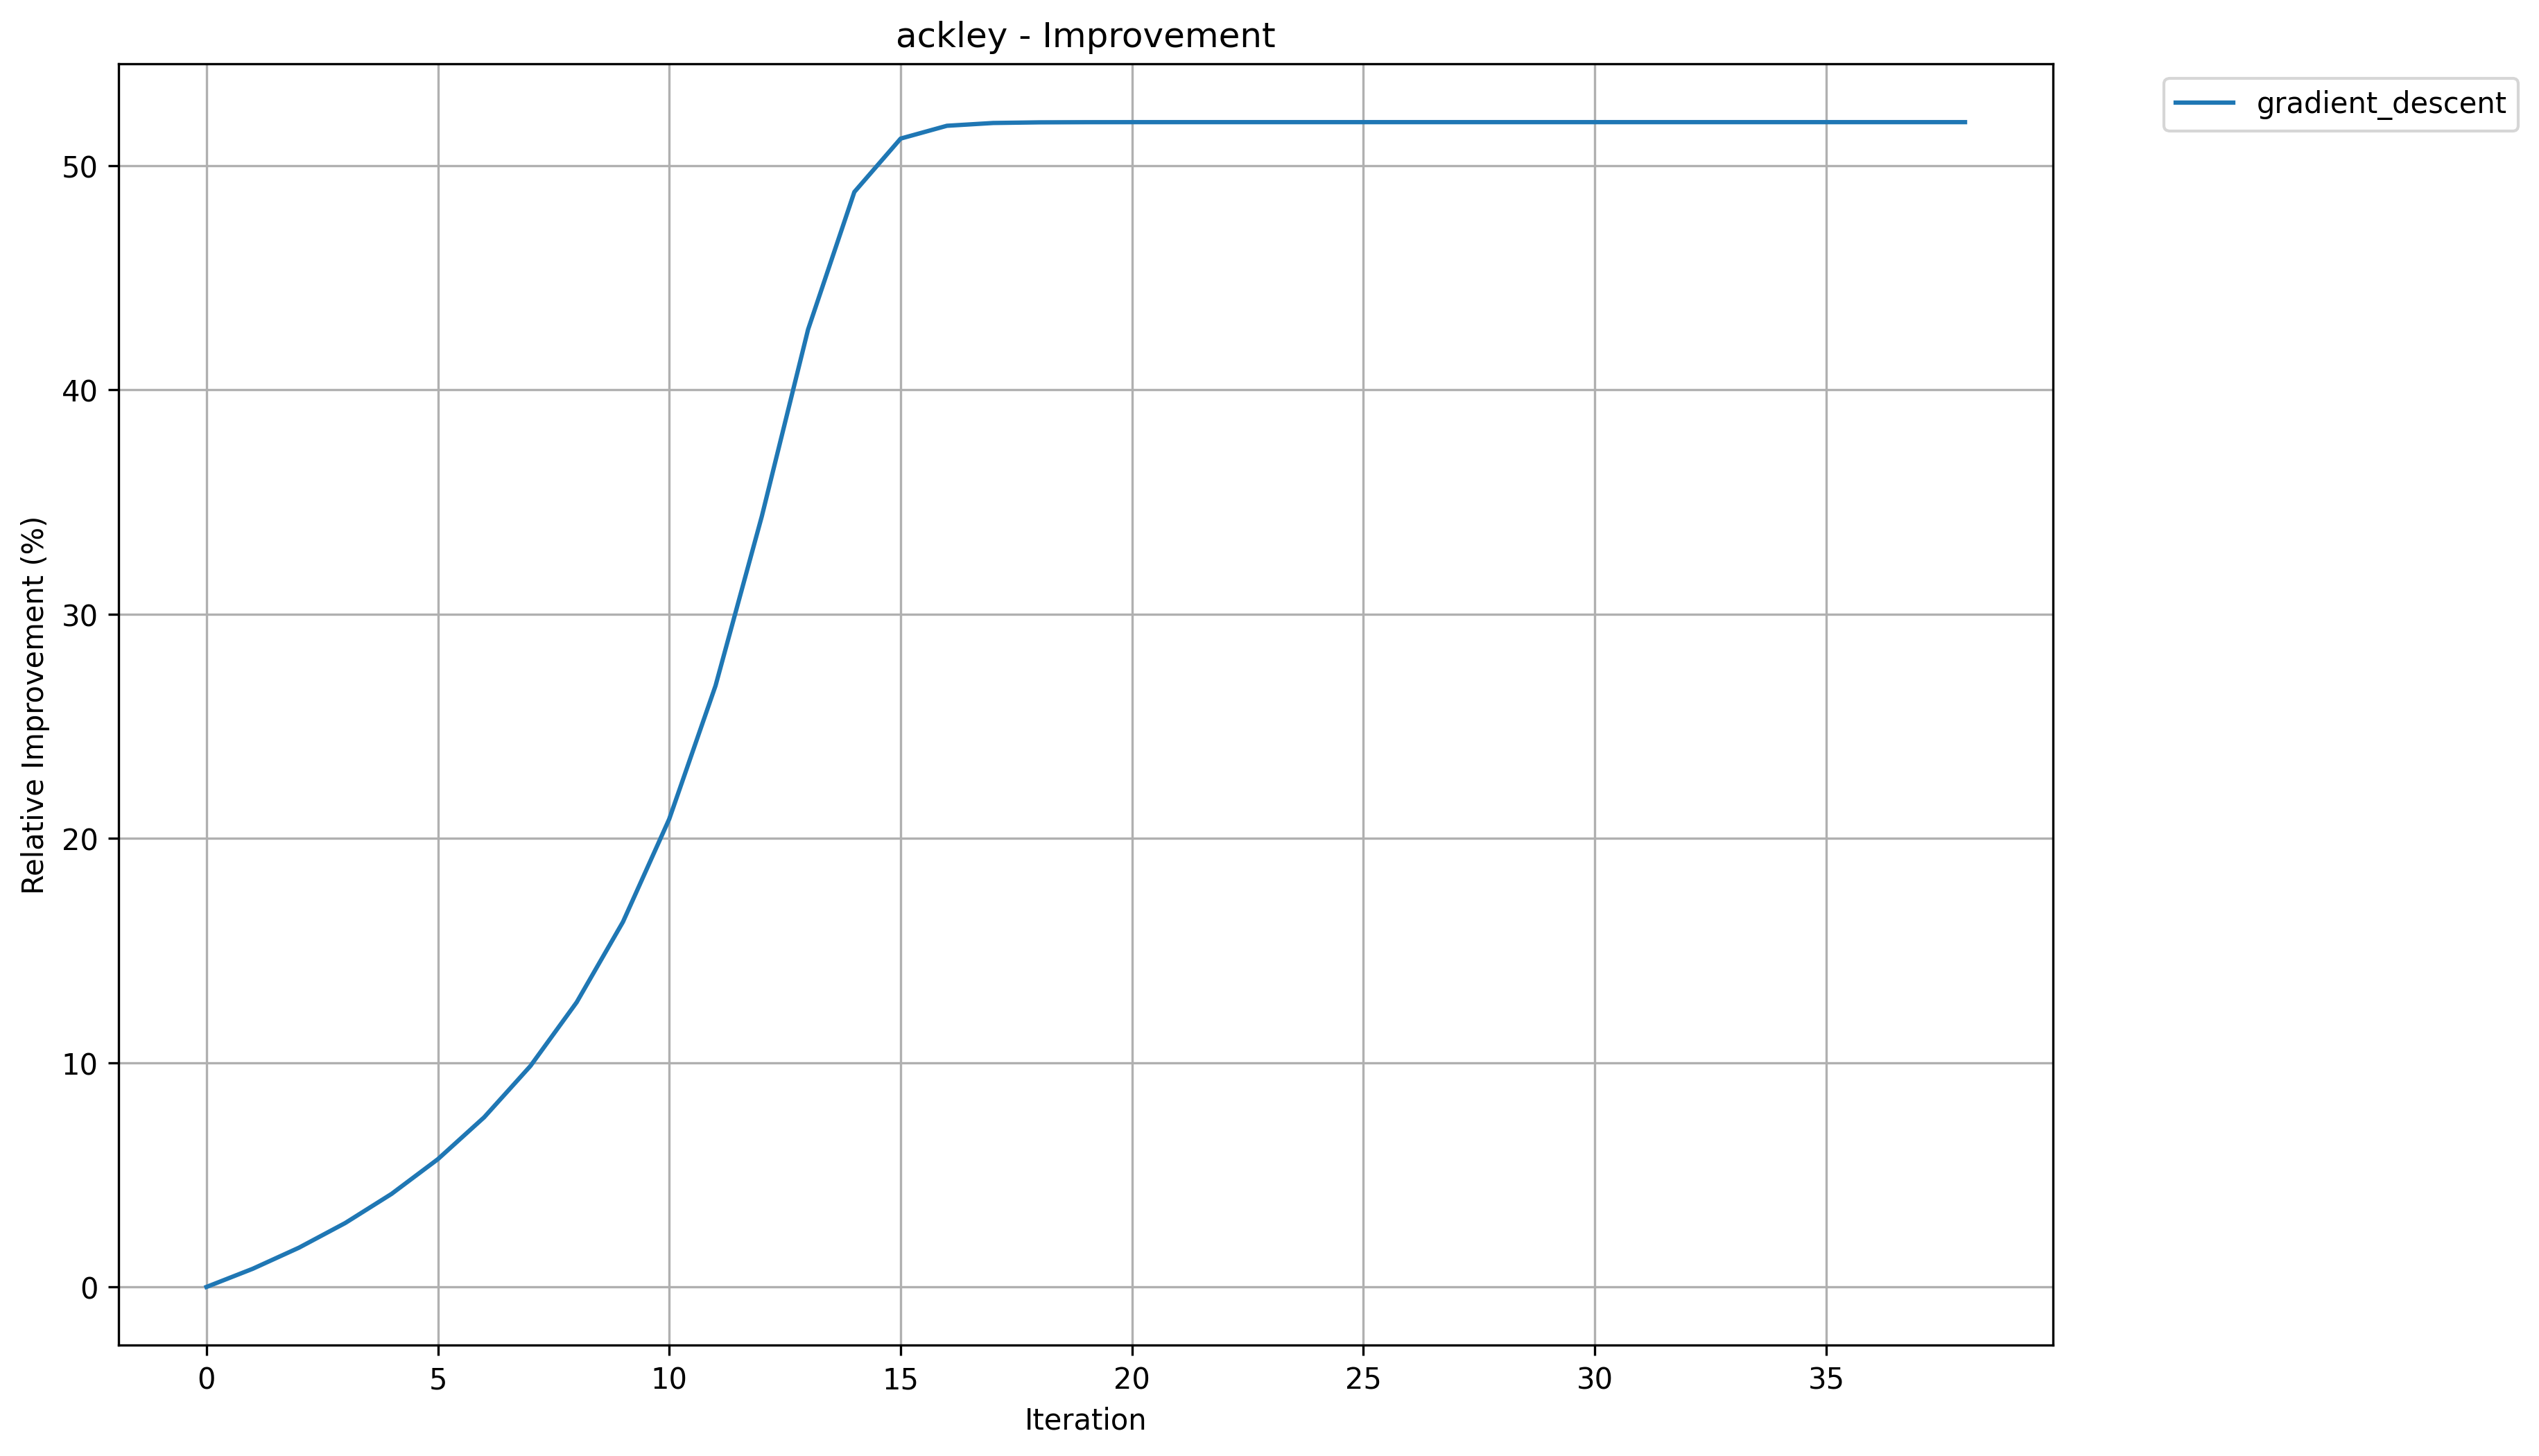 ackley - Improvement
gradient_descent
Relative Improvement (%)
50
40
30
20
10
0
0 5 10 15 20 25 30 35
Iteration